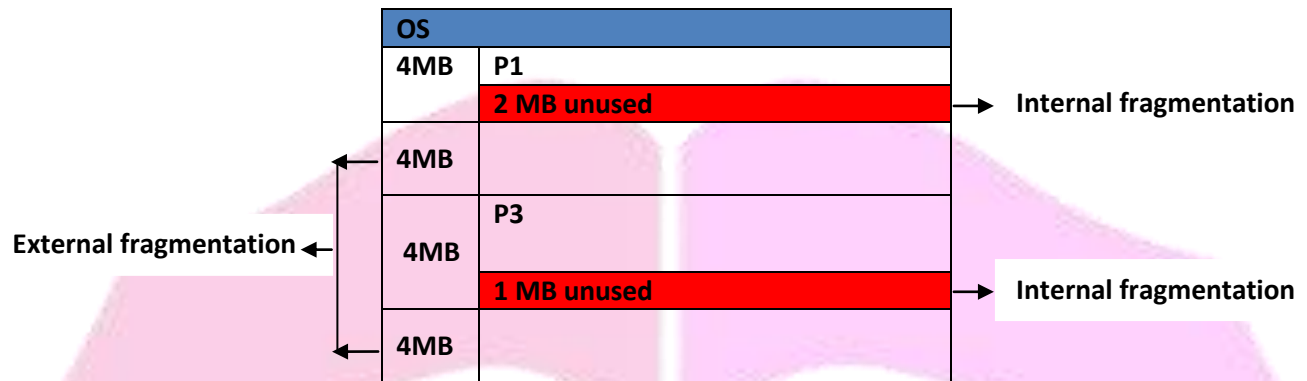 OS
4MB P1
2 MB unused Internal fragmentation
4MB
P3
External fragmentation 4MB
1 MB unused Internal fragmentation
4MB